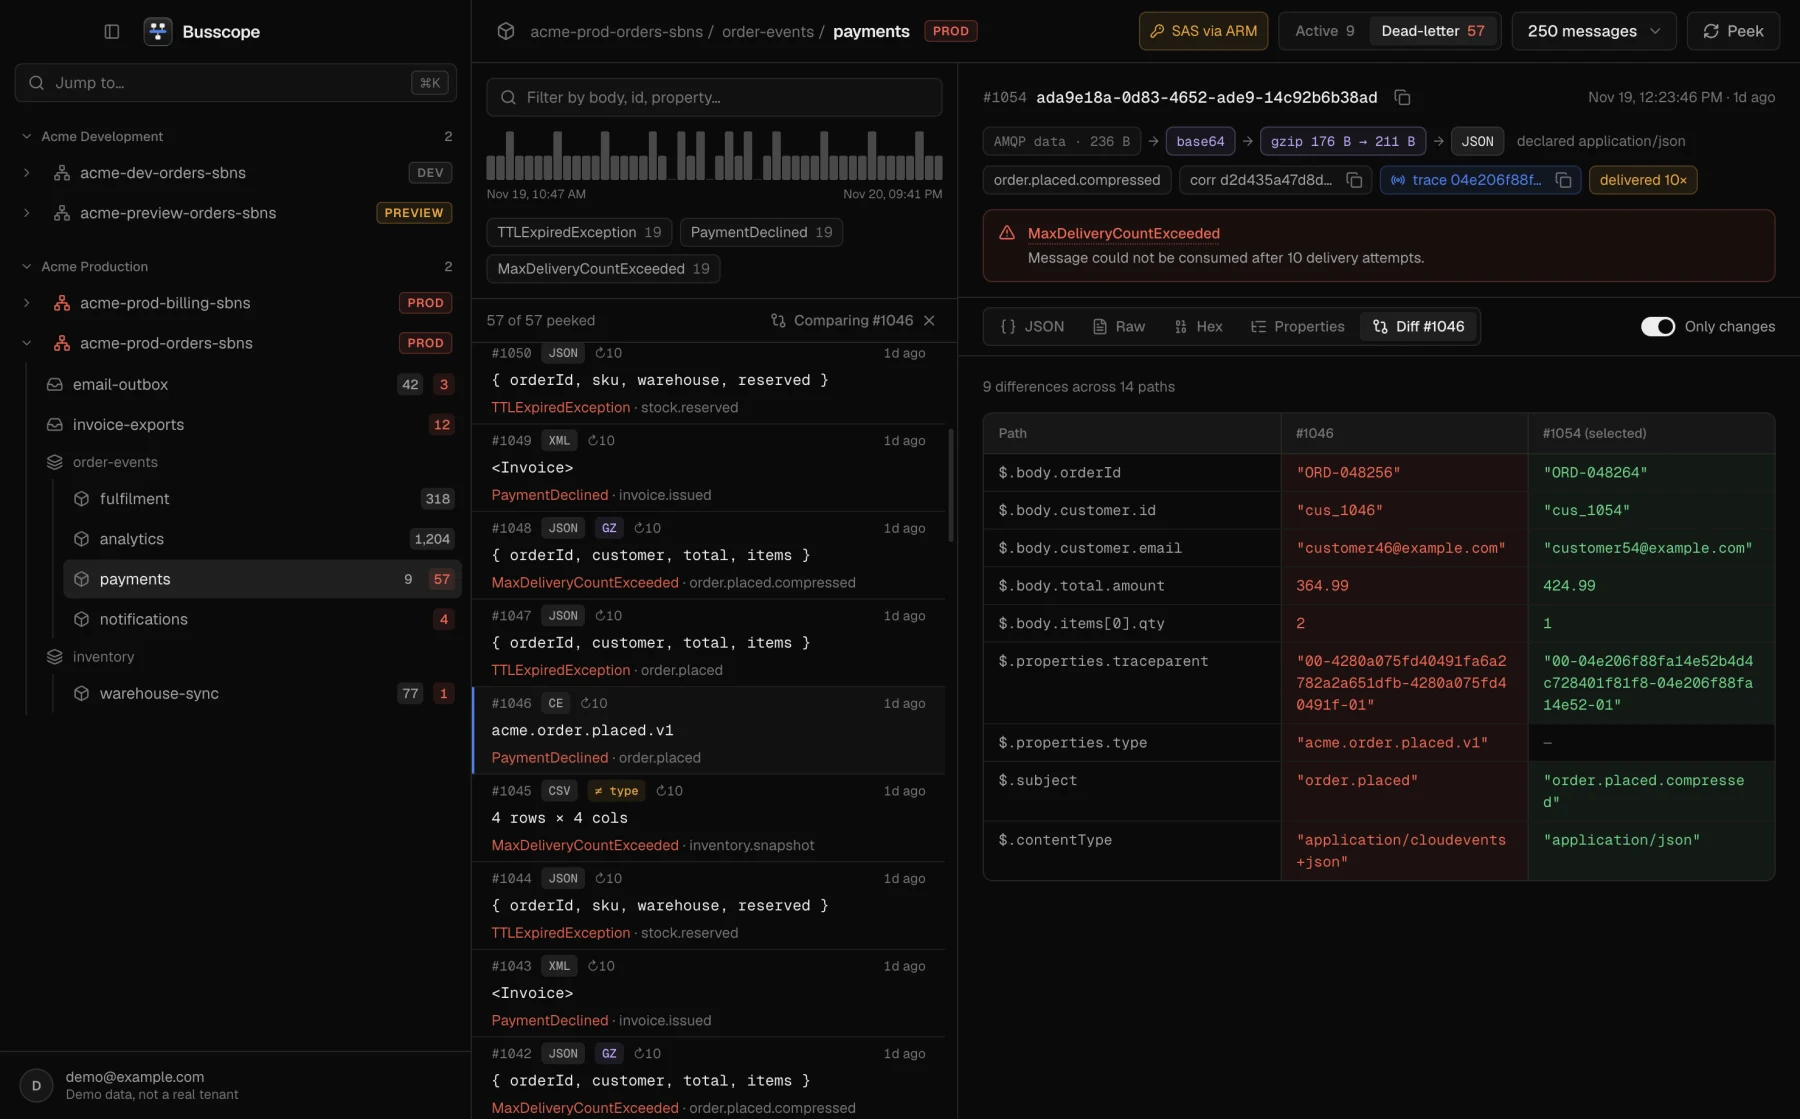 Busscope
Jump to...
⌘K
Acme Development 2
acme-dev-orders-sbns DEV
acme-preview-orders-sbns PREVIEW
Acme Production 2
acme-prod-billing-sbns PROD
acme-prod-orders-sbns PROD
email-outbox 42 3
invoice-exports 12
order-events
fulfilment 318
analytics 1,204
payments 9 57
notifications 4
inventory
warehouse-sync 77 1
D
demo@example.com
Demo data, not a real tenant
acme-prod-orders-sbns / order-events / payments PROD
SAS via ARM
Active 9
Dead-letter 57
250 messages
Peek
Filter by body, id, property...
Nov 19, 10:47 AM
Nov 20, 09:41 PM
TTLExpiredException 19
PaymentDeclined 19
MaxDeliveryCountExceeded 19
57 of 57 peeked
Comparing #1046
#1050 JSON ↻10 1d ago
{ orderId, sku, warehouse, reserved }
TTLExpiredException · stock.reserved
#1049 XML ↻10 1d ago
<Invoice>
PaymentDeclined · invoice.issued
#1048 JSON GZ ↻10 1d ago
{ orderId, customer, total, items }
MaxDeliveryCountExceeded · order.placed.compressed
#1047 JSON ↻10 1d ago
{ orderId, customer, total, items }
TTLExpiredException · order.placed
#1046 CE ↻10 1d ago
acme.order.placed.v1
PaymentDeclined · order.placed
#1045 CSV ≠ type ↻10 1d ago
4 rows × 4 cols
MaxDeliveryCountExceeded · inventory.snapshot
#1044 JSON ↻10 1d ago
{ orderId, sku, warehouse, reserved }
TTLExpiredException · stock.reserved
#1043 XML ↻10 1d ago
<Invoice>
PaymentDeclined · invoice.issued
#1042 JSON GZ ↻10 1d ago
{ orderId, customer, total, items }
MaxDeliveryCountExceeded · order.placed.compressed
#1054 ada9e18a-0d83-4652-ade9-14c92b6b38ad
Nov 19, 12:23:46 PM · 1d ago
AMQP data · 236 B → base64 → gzip 176 B → 211 B → JSON declared application/json
order.placed.compressed
corr d2d435a47d8d…
trace 04e206f88f…
delivered 10×
MaxDeliveryCountExceeded
Message could not be consumed after 10 delivery attempts.
{ } JSON
Raw
Hex
Properties
Diff #1046
Only changes
9 differences across 14 paths
Path #1046 #1054 (selected)
$.body.orderId "ORD-048256" "ORD-048264"
$.body.customer.id "cus_1046" "cus_1054"
$.body.customer.email "customer46@example.com" "customer54@example.com"
$.body.total.amount 364.99 424.99
$.body.items[0].qty 2 1
$.properties.traceparent "00-4280a075fd40491fa6a2 "00-04e206f88fa14e52b4d4
782a2a651dfb-4280a075fd4 c728401f81f8-04e206f88fa
0491f-01" 14e52-01"
$.properties.type "acme.order.placed.v1" —
$.subject "order.placed" "order.placed.compresse
d"
$.contentType "application/cloudevents "application/json"
+json"